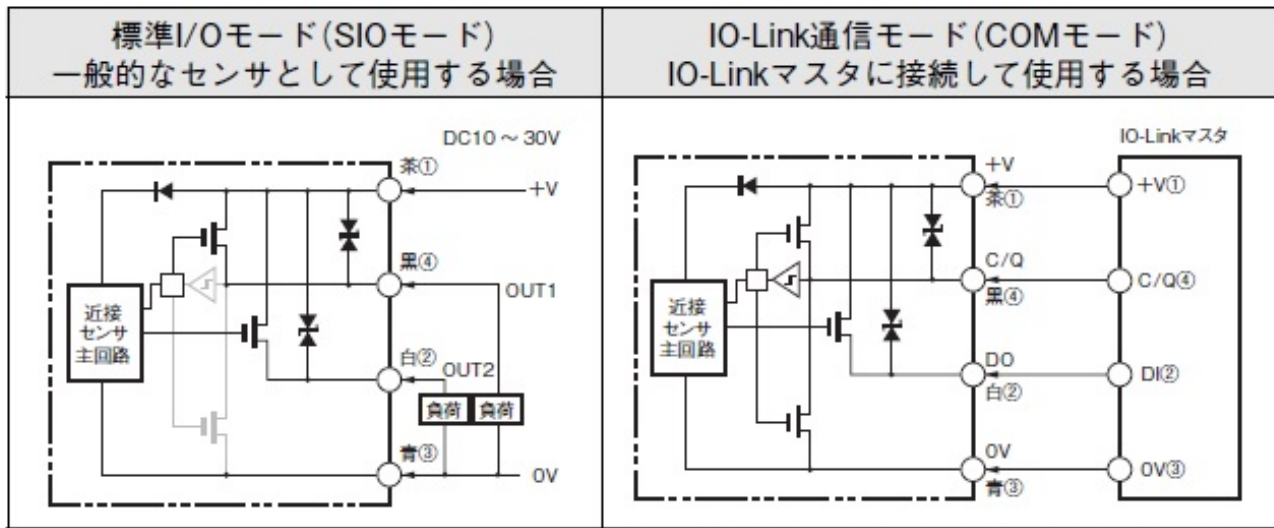 標準I/Oモード(SIOモード)
一般的なセンサとして使用する場合
IO-Link通信モード(COMモード)
IO-Linkマスタに接続して使用する場合
DC10～30V
茶①
+V
黒④
OUT1
近接
センサ
主回路
白②
OUT2
負荷
負荷
青③
0V
IO-Linkマスタ
+V
茶①
+V①
C/Q
黒④
C/Q④
近接
センサ
主回路
DO
白②
DI②
0V
青③
0V③